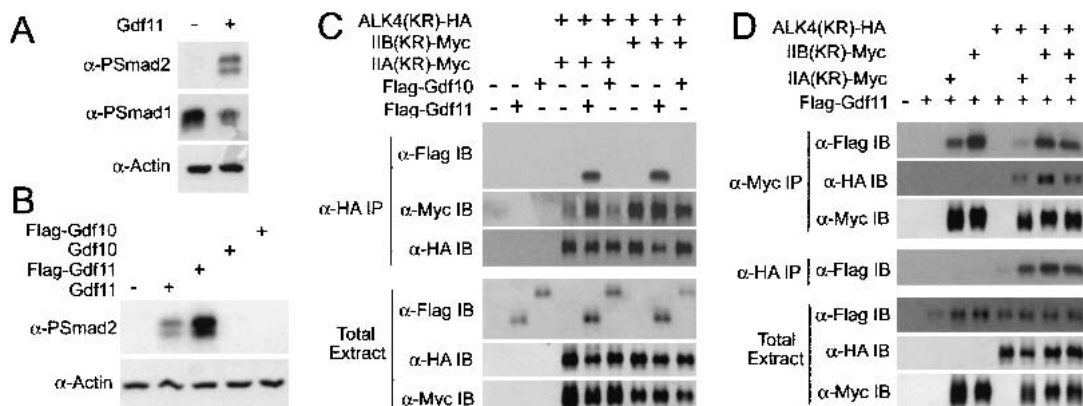 A
Gdf11 - +
α-PSmad2
α-PSmad1
α-Actin
B
Flag-Gdf10 +
Gdf10 +
Flag-Gdf11 +
Gdf11 - +
α-PSmad2
α-Actin
C
ALK4(KR)-HA + + + + + +
IIB(KR)-Myc + + +
IIA(KR)-Myc + + +
Flag-Gdf10 - - + - - + - - +
Flag-Gdf11 - + - - + - - + -
α-HA IP
α-Flag IB
α-Myc IB
α-HA IB
Total Extract
α-Flag IB
α-HA IB
α-Myc IB
D
ALK4(KR)-HA + + + +
IIB(KR)-Myc + + +
IIA(KR)-Myc + + +
Flag-Gdf11 - + + + + + + +
α-Myc IP
α-Flag IB
α-HA IB
α-Myc IB
α-HA IP
α-Flag IB
Total Extract
α-Flag IB
α-HA IB
α-Myc IB